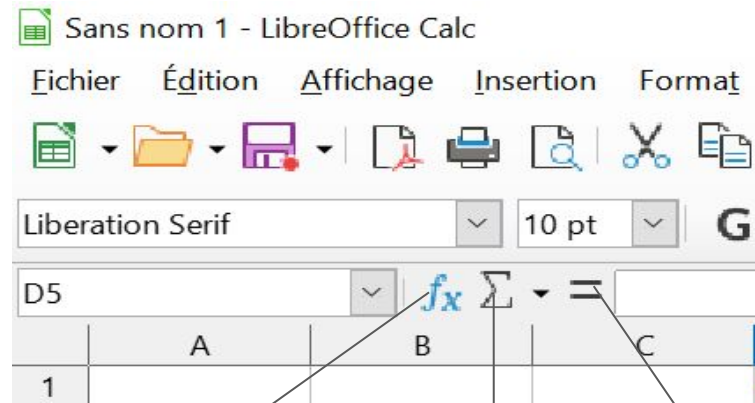 Sans nom 1 - LibreOffice Calc
Fichier Édition Affichage Insertion Format
Liberation Serif 10 pt G
D5 fx Σ =
A B C
1